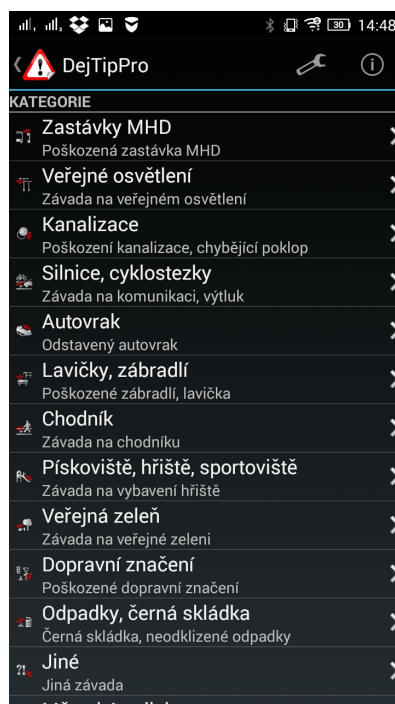 30 14:48
DejTipPro
KATEGORIE
Zastávky MHD
Poškozená zastávka MHD
Veřejné osvětlení
Závada na veřejném osvětlení
Kanalizace
Poškození kanalizace, chybějící poklop
Silnice, cyklostezky
Závada na komunikaci, výtluk
Autovrak
Odstavený autovrak
Lavičky, zábradlí
Poškozené zábradlí, lavička
Chodník
Závada na chodníku
Pískoviště, hřiště, sportoviště
Závada na vybavení hřiště
Veřejná zeleň
Závada na veřejné zeleni
Dopravní značení
Poškozené dopravní značení
Odpadky, černá skládka
Černá skládka, neodklizené odpadky
?!
Jiné
Jiná závada